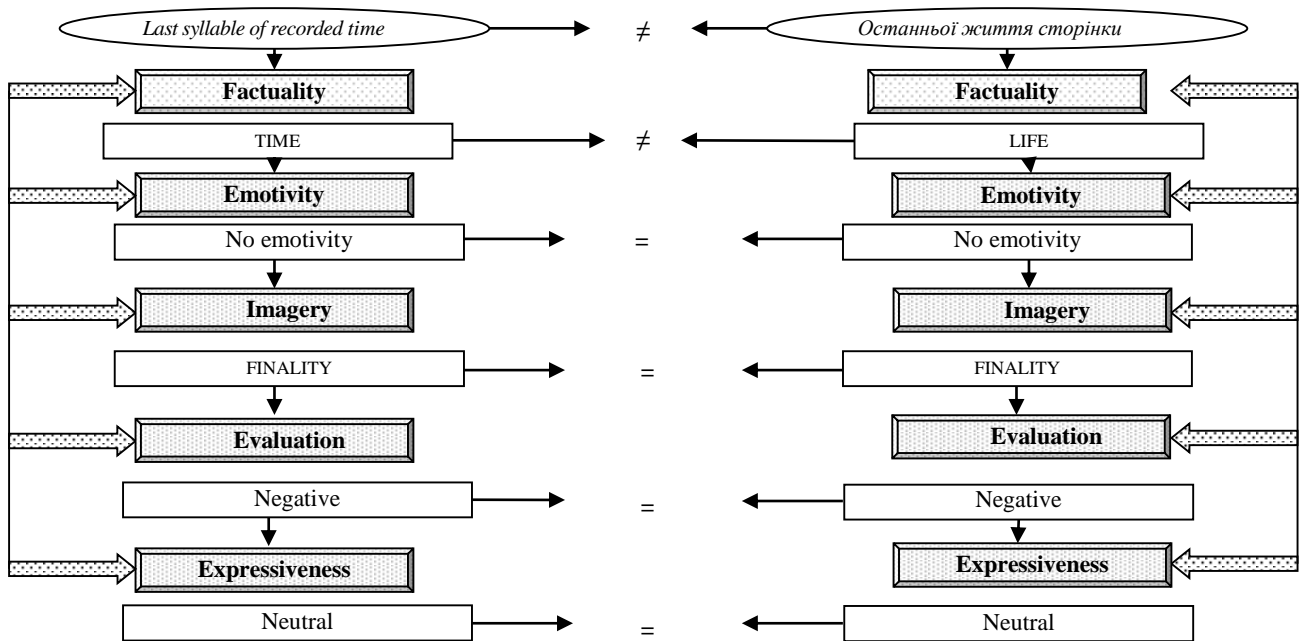 Last syllable of recorded time ≠ Останньої життя сторінки
Factuality Factuality
TIME ≠ LIFE
Emotivity Emotivity
No emotivity = No emotivity
Imagery Imagery
FINALITY = FINALITY
Evaluation Evaluation
Negative = Negative
Expressiveness Expressiveness
Neutral = Neutral